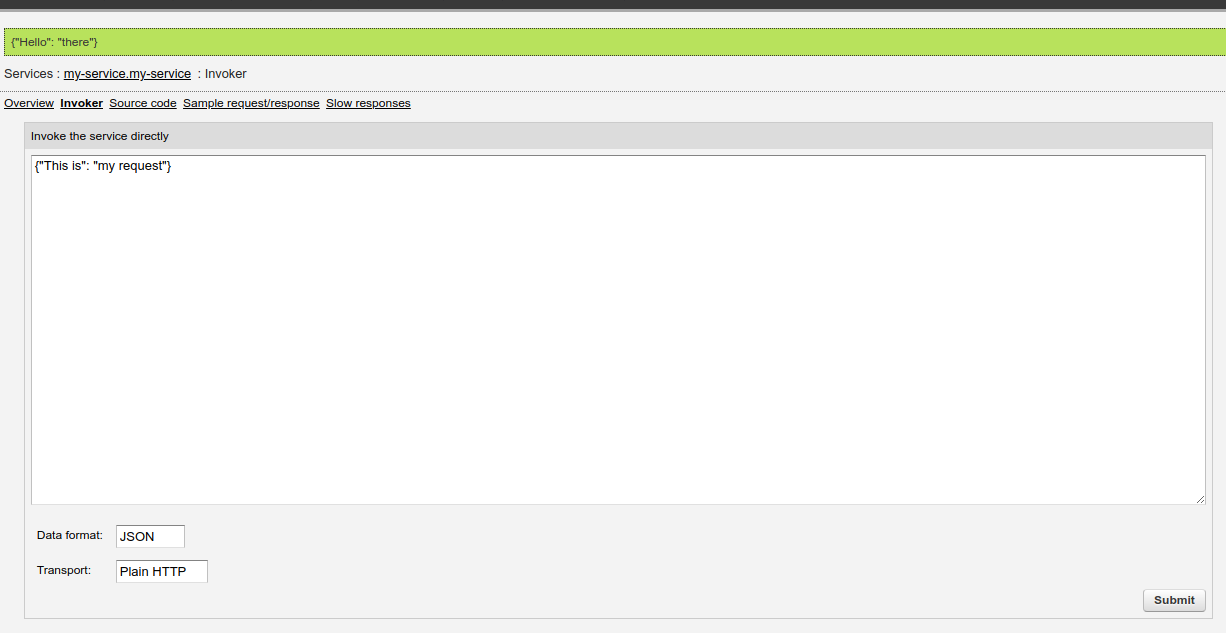 {"Hello": "there"}
Services : my-service.my-service : Invoker
Overview Invoker Source code Sample request/response Slow responses
Invoke the service directly
{"This is": "my request"}
Data format: JSON
Transport: Plain HTTP
Submit